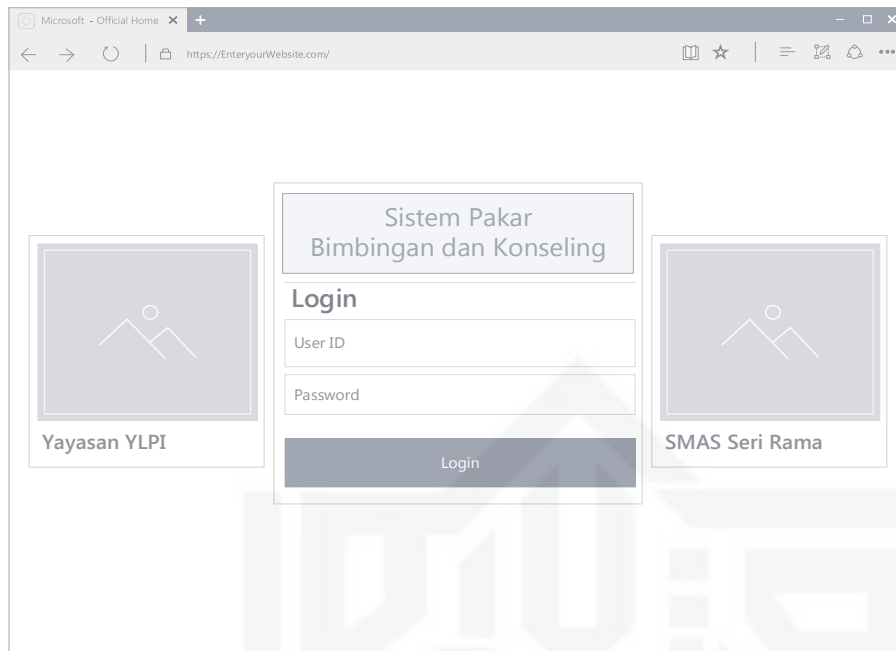 Microsoft - Official Home
https://EnteryourWebsite.com/
Sistem Pakar
Bimbingan dan Konseling
Login
User ID
Password
Login
Yayasan YLPI
SMAS Seri Rama